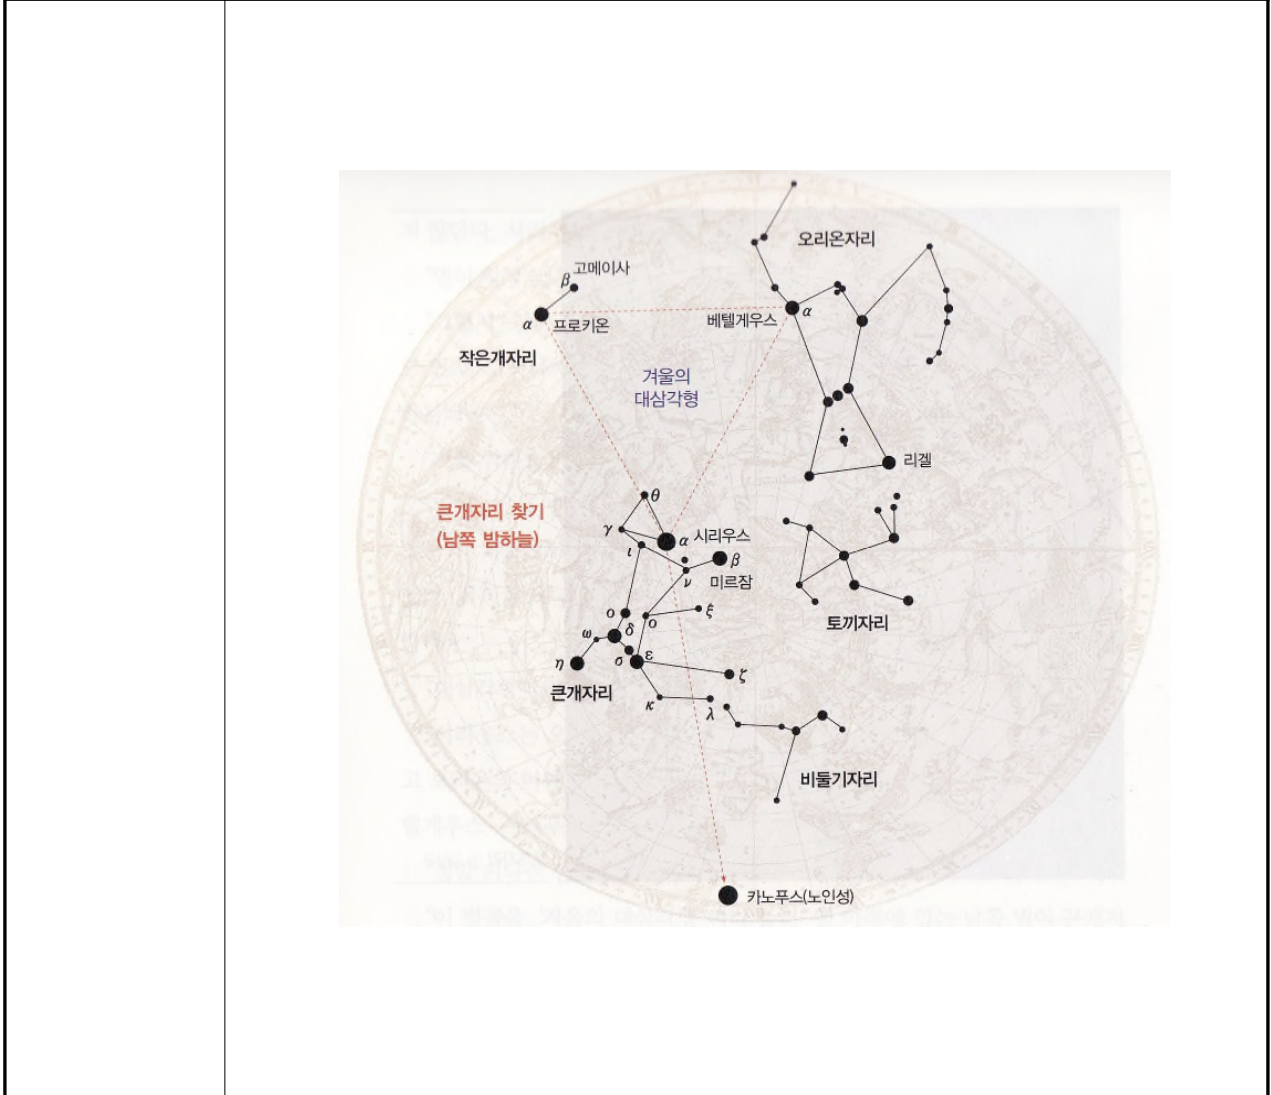 오리온자리
고메이사
β
α
프로키온
베텔게우스
α
작은개자리
겨울의
대삼각형
리겔
θ
큰개자리 찾기
(남쪽 밤하늘)
γ
α
시리우스
ι
β
ν
미르잠
ο
ο
ξ
토끼자리
ω
δ
σ
ε
η
ζ
큰개자리
κ
λ
비둘기자리
카노푸스(노인성)